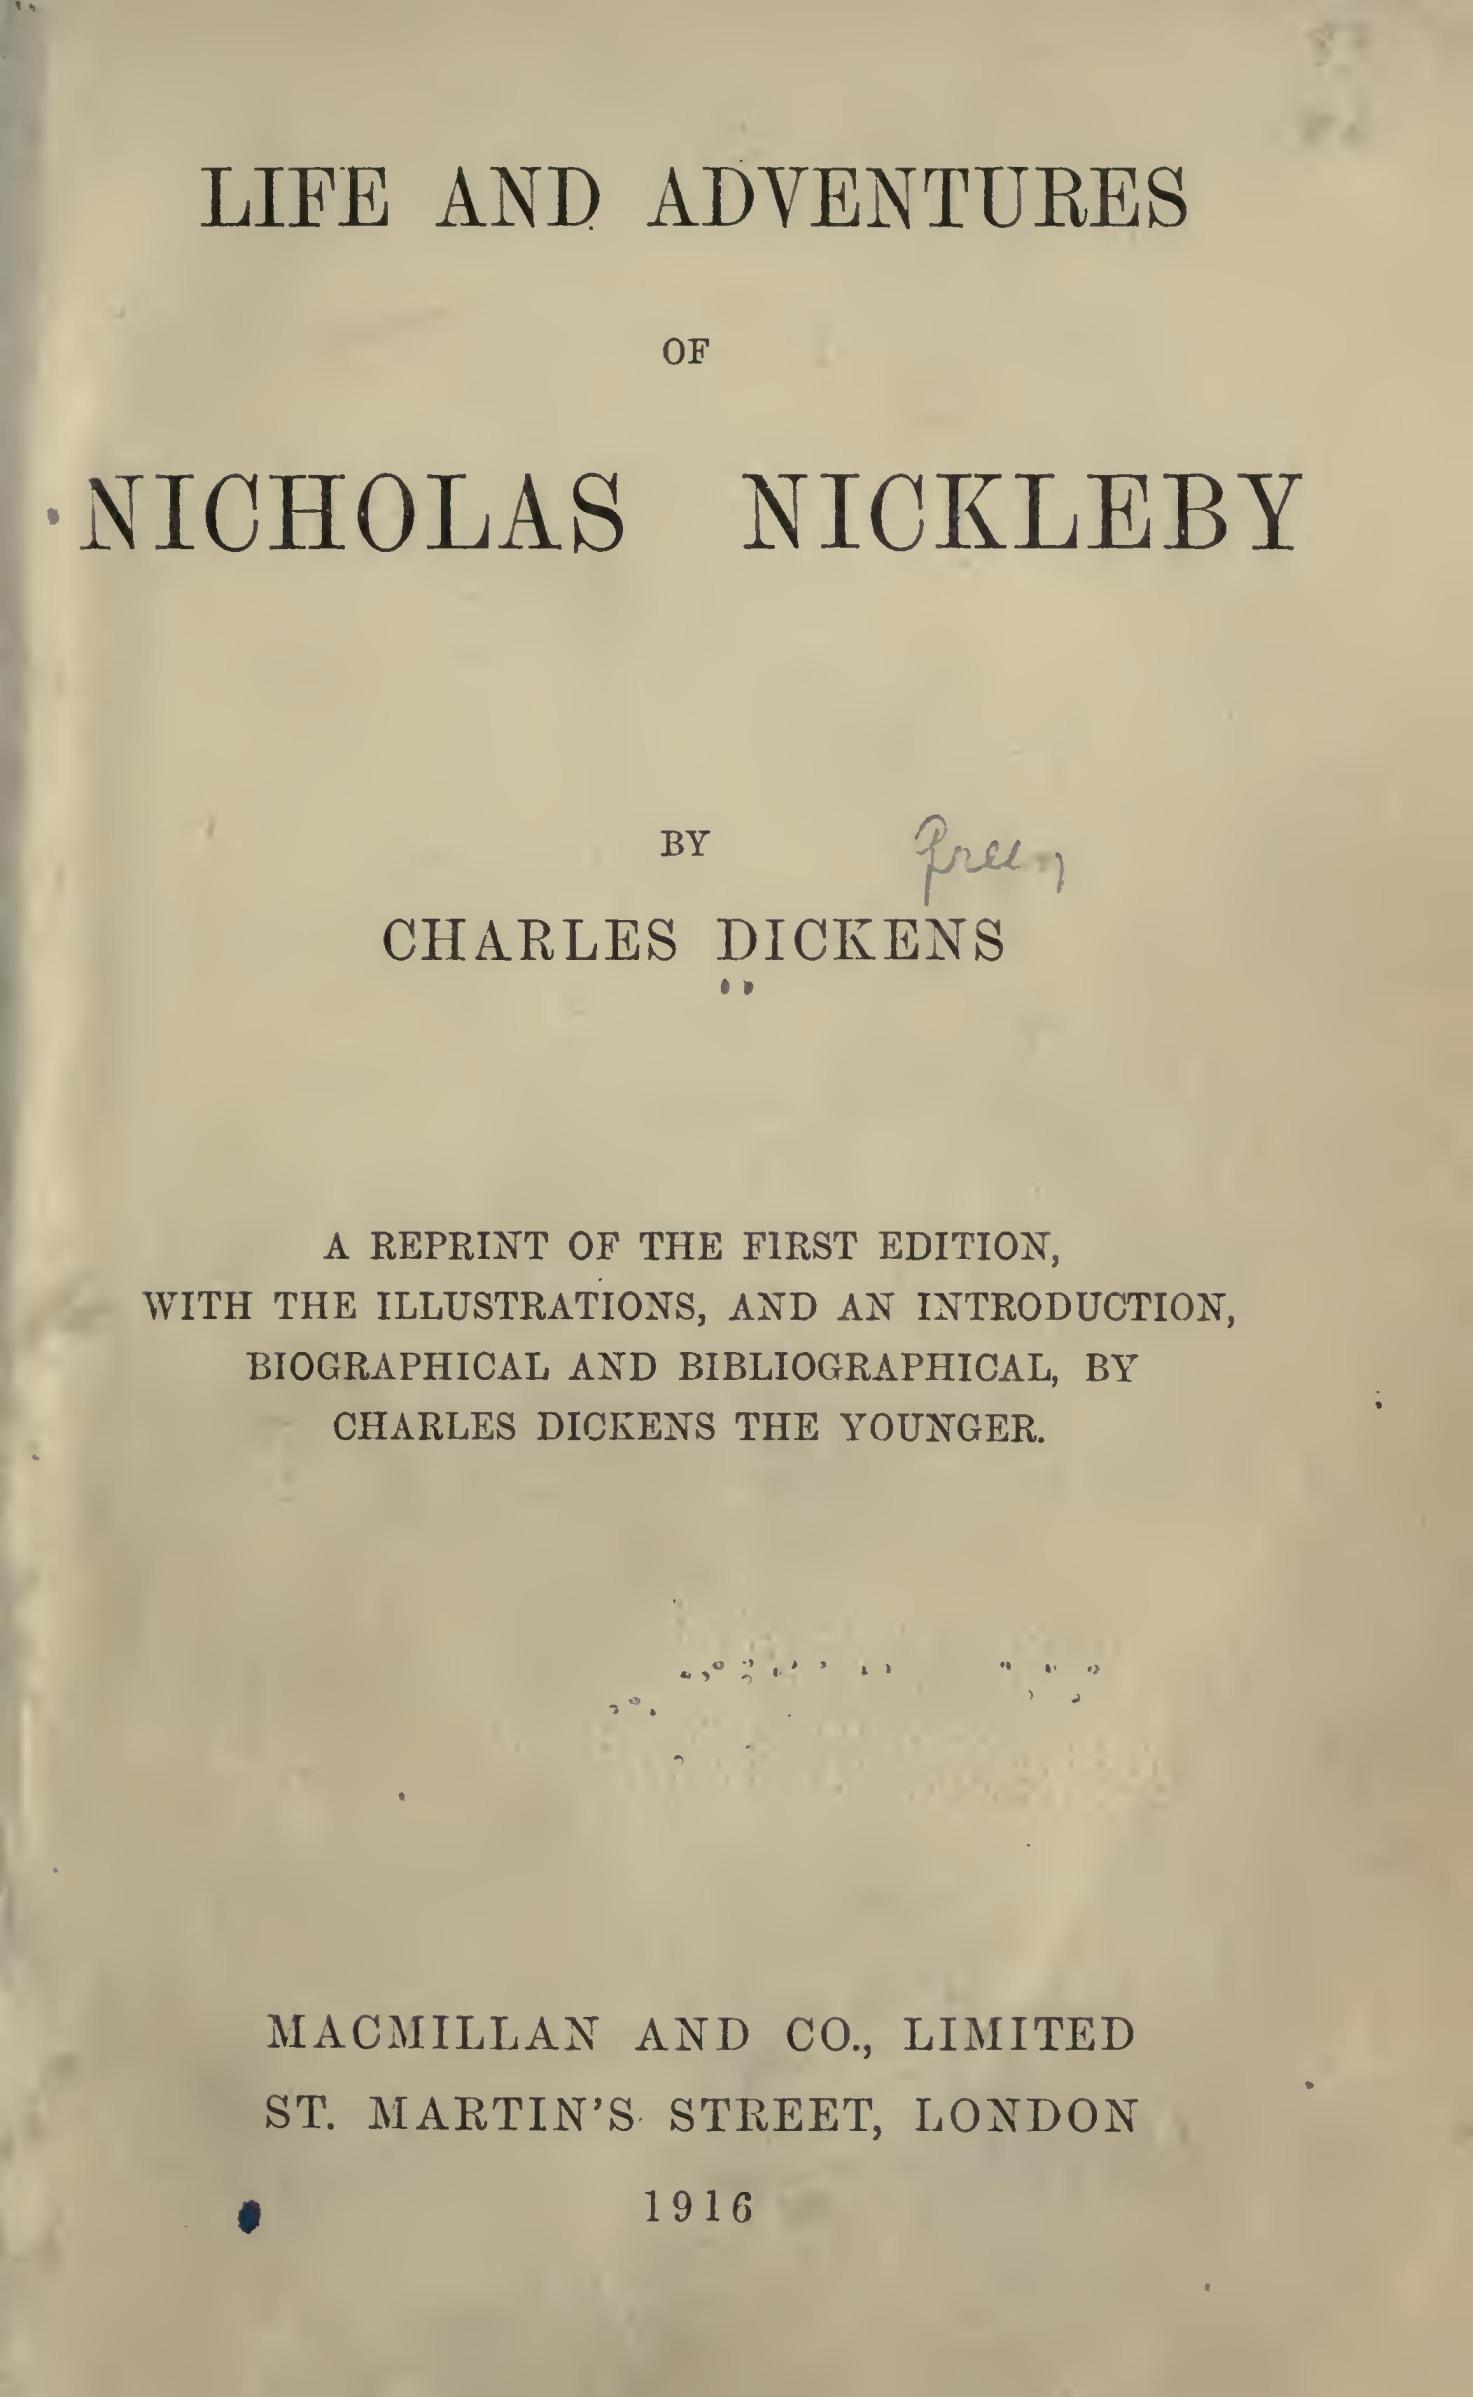 LIFE AND ADVENTURES
OF
NICHOLAS NICKLEBY
BY
CHARLES DICKENS
A REPRINT OF THE FIRST EDITION,
WITH THE ILLUSTRATIONS, AND AN INTRODUCTION,
BIOGRAPHICAL AND BIBLIOGRAPHICAL, BY
CHARLES DICKENS THE YOUNGER.
MACMILLAN AND CO., LIMITED
ST. MARTIN'S STREET, LONDON
1916